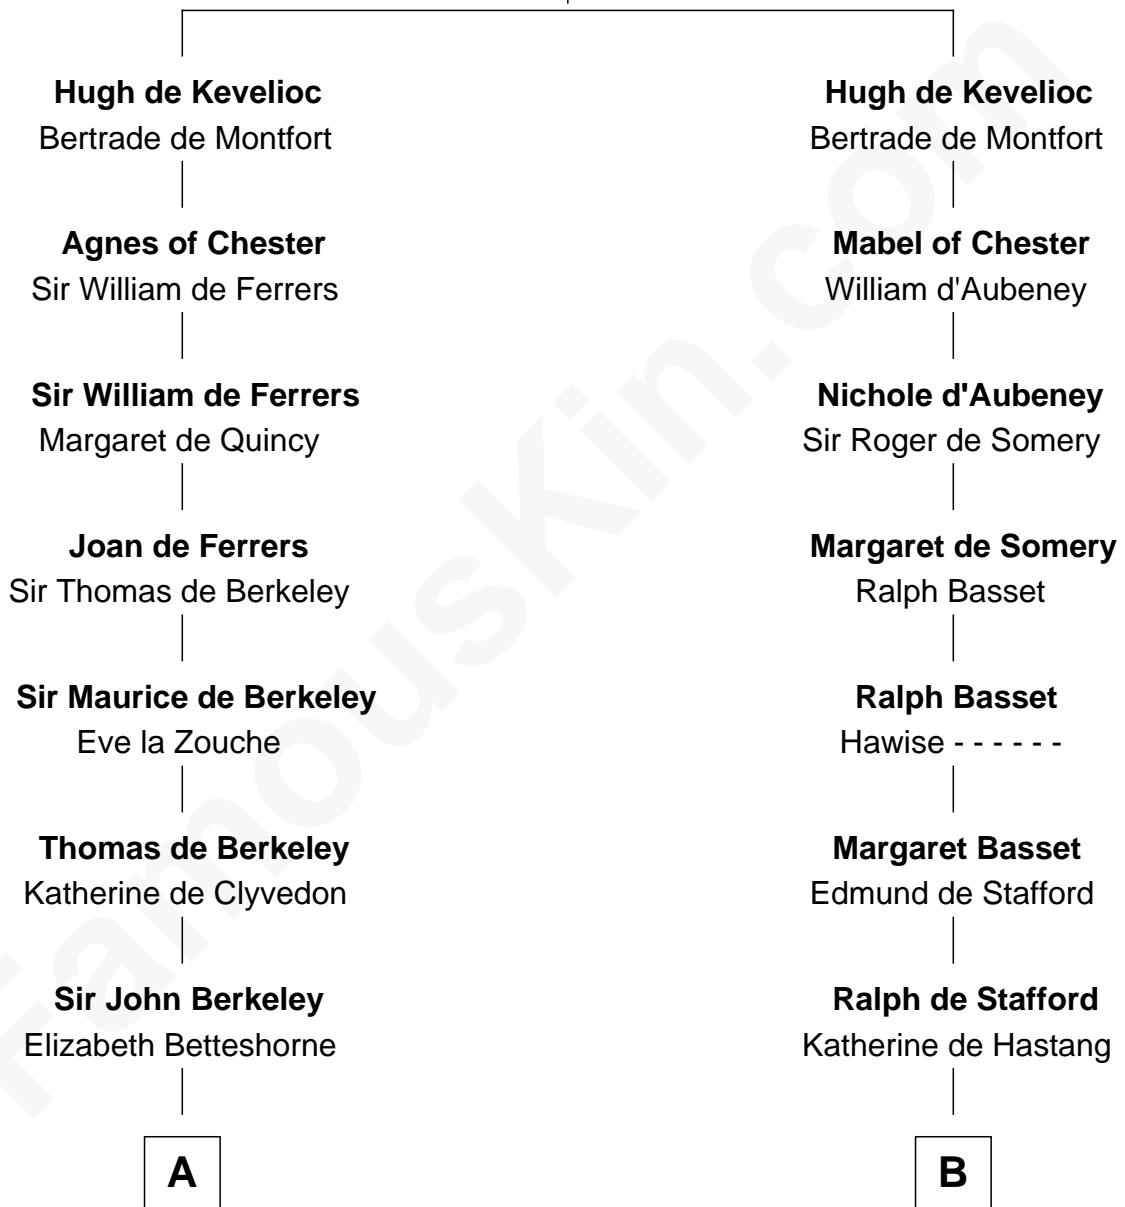 Hugh de Kevelioc
Bertrade de Montfort
Agnes of Chester
Sir William de Ferrers
Sir William de Ferrers
Margaret de Quincy
Joan de Ferrers
Sir Thomas de Berkeley
Sir Maurice de Berkeley
Eve la Zouche
Thomas de Berkeley
Katherine de Clyvedon
Sir John Berkeley
Elizabeth Betteshorne
A
Hugh de Kevelioc
Bertrade de Montfort
Mabel of Chester
William d'Aubeney
Nichole d'Aubeney
Sir Roger de Somery
Margaret de Somery
Ralph Basset
Ralph Basset
Hawise - - - - - -
Margaret Basset
Edmund de Stafford
Ralph de Stafford
Katherine de Hastang
B
FamousKin.com